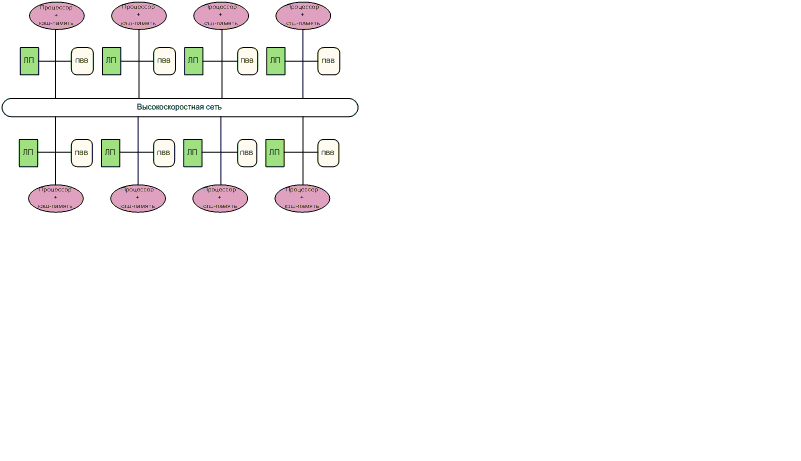 Процессор Процессор Процессор Процессор
+ + + +
кэш-память кэш-память кэш-память кэш-память
ЛП ПВВ ЛП ПВВ ЛП ПВВ ЛП ПВВ
Высокоскоростная сеть
ЛП ПВВ ЛП ПВВ ЛП ПВВ ЛП ПВВ
Процессор Процессор Процессор Процессор
+ + + +
кэш-память кэш-память кэш-память кэш-память